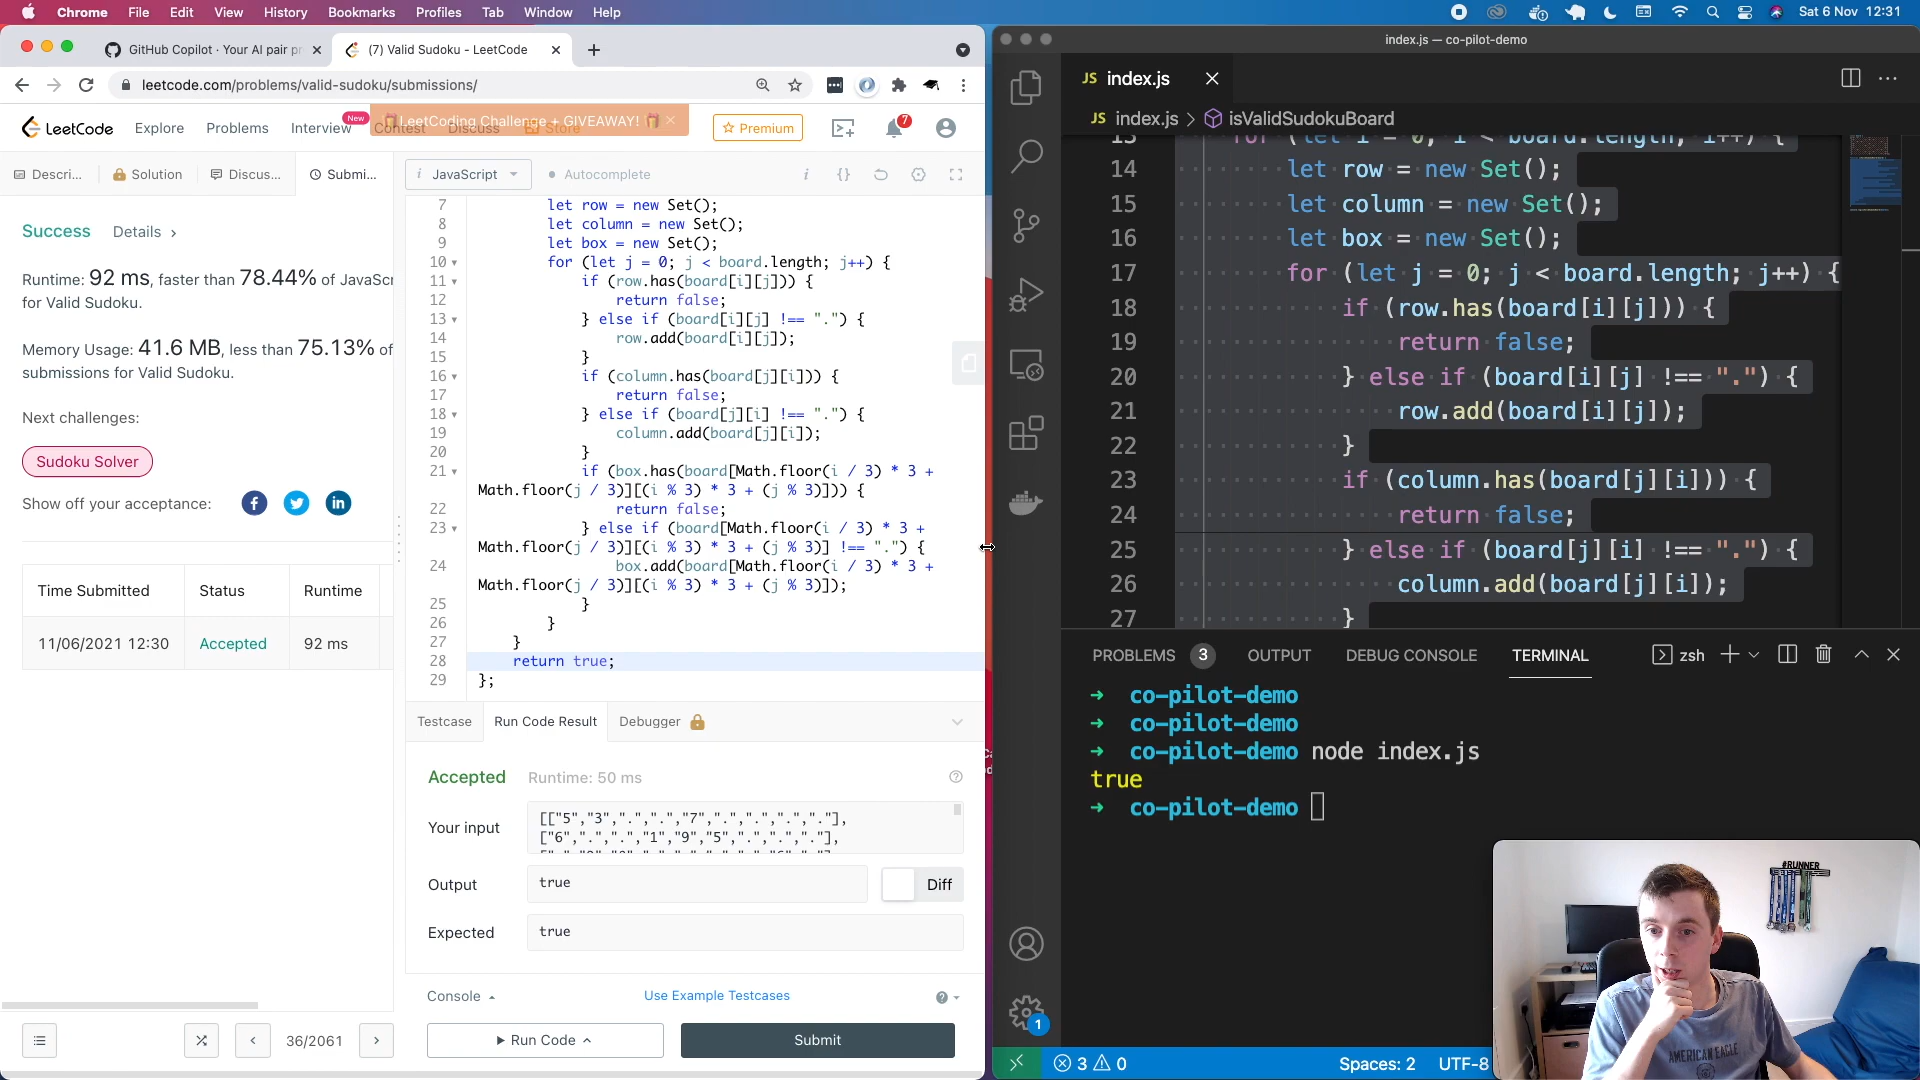 Chrome File Edit View History Bookmarks Profiles Tab Window Help
Sat 6 Nov 12:31
GitHub Copilot · Your AI pair pr
(7) Valid Sudoku - LeetCode
leetcode.com/problems/valid-sudoku/submissions/
LeetCode Explore Problems Interview New Contest Discuss Store
LeetCoding Challenge + GIVEAWAY!
Premium
7
Descri... Solution Discus... Submi...
i JavaScript Autocomplete
Success Details >
Runtime: 92 ms, faster than 78.44% of JavaScr
for Valid Sudoku.
Memory Usage: 41.6 MB, less than 75.13% of
submissions for Valid Sudoku.
Next challenges:
Sudoku Solver
Show off your acceptance:
Time Submitted Status Runtime
11/06/2021 12:30 Accepted 92 ms
36/2061
7 let row = new Set();
8 let column = new Set();
9 let box = new Set();
10 for (let j = 0; j < board.length; j++) {
11 if (row.has(board[i][j])) {
12 return false;
13 } else if (board[i][j] !== ".") {
14 row.add(board[i][j]);
15 }
16 if (column.has(board[j][i])) {
17 return false;
18 } else if (board[j][i] !== ".") {
19 column.add(board[j][i]);
20 }
21 if (box.has(board[Math.floor(i / 3) * 3 +
Math.floor(j / 3)][(i % 3) * 3 + (j % 3)])) {
22 return false;
23 } else if (board[Math.floor(i / 3) * 3 +
Math.floor(j / 3)][(i % 3) * 3 + (j % 3)] !== ".") {
24 box.add(board[Math.floor(i / 3) * 3 +
Math.floor(j / 3)][(i % 3) * 3 + (j % 3)]);
25 }
26 }
27 }
28 return true;
29 };
Testcase Run Code Result Debugger
Accepted Runtime: 50 ms
Your input
[["5","3",".",".","7",".",".",".","."],
["6",".",".","1","9","5",".",".","."],
Output true Diff
Expected true
Console Use Example Testcases
Run Code Submit
index.js — co-pilot-demo
JS index.js
JS index.js > isValidSudokuBoard
13 for (let i = 0; i < board.length; i++) {
14 let row = new Set();
15 let column = new Set();
16 let box = new Set();
17 for (let j = 0; j < board.length; j++) {
18 if (row.has(board[i][j])) {
19 return false;
20 } else if (board[i][j] !== ".") {
21 row.add(board[i][j]);
22 }
23 if (column.has(board[j][i])) {
24 return false;
25 } else if (board[j][i] !== ".") {
26 column.add(board[j][i]);
27 }
PROBLEMS 3 OUTPUT DEBUG CONSOLE TERMINAL zsh
→ co-pilot-demo
→ co-pilot-demo
→ co-pilot-demo node index.js
true
→ co-pilot-demo
1
3 0 Spaces: 2 UTF-8
#RUNNER
AMERICAN EAGLE